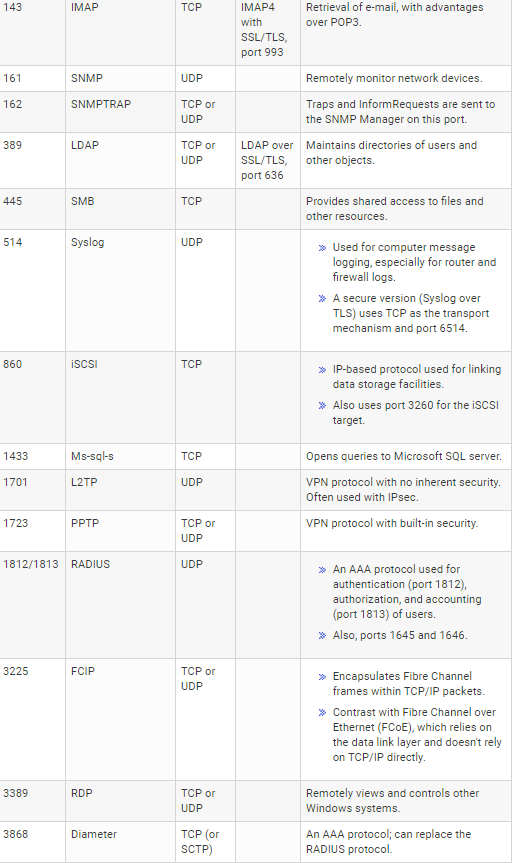 143 IMAP TCP IMAP4 Retrieval of e-mail, with advantages
with over POP3.
SSL/TLS,
port 993
161 SNMP UDP Remotely monitor network devices.
162 SNMPTRAP TCP or Traps and InformRequests are sent to
UDP the SNMP Manager on this port.
389 LDAP TCP or LDAP over Maintains directories of users and
UDP SSL/TLS, other objects.
port 636
445 SMB TCP Provides shared access to files and
other resources.
514 Syslog UDP » Used for computer message
logging, especially for router and
firewall logs.
» A secure version (Syslog over
TLS) uses TCP as the transport
mechanism and port 6514.
860 iSCSI TCP » IP-based protocol used for linking
data storage facilities.
» Also uses port 3260 for the iSCSI
target.
1433 Ms-sql-s TCP Opens queries to Microsoft SQL server.
1701 L2TP UDP VPN protocol with no inherent security.
Often used with IPsec.
1723 PPTP TCP or VPN protocol with built-in security.
UDP
1812/1813 RADIUS UDP » An AAA protocol used for
authentication (port 1812),
authorization, and accounting
(port 1813) of users.
» Also, ports 1645 and 1646.
3225 FCIP TCP or » Encapsulates Fibre Channel
UDP frames within TCP/IP packets.
» Contrast with Fibre Channel over
Ethernet (FCoE), which relies on
the data link layer and doesn't rely
on TCP/IP directly.
3389 RDP TCP or Remotely views and controls other
UDP Windows systems.
3868 Diameter TCP (or An AAA protocol; can replace the
SCTP) RADIUS protocol.